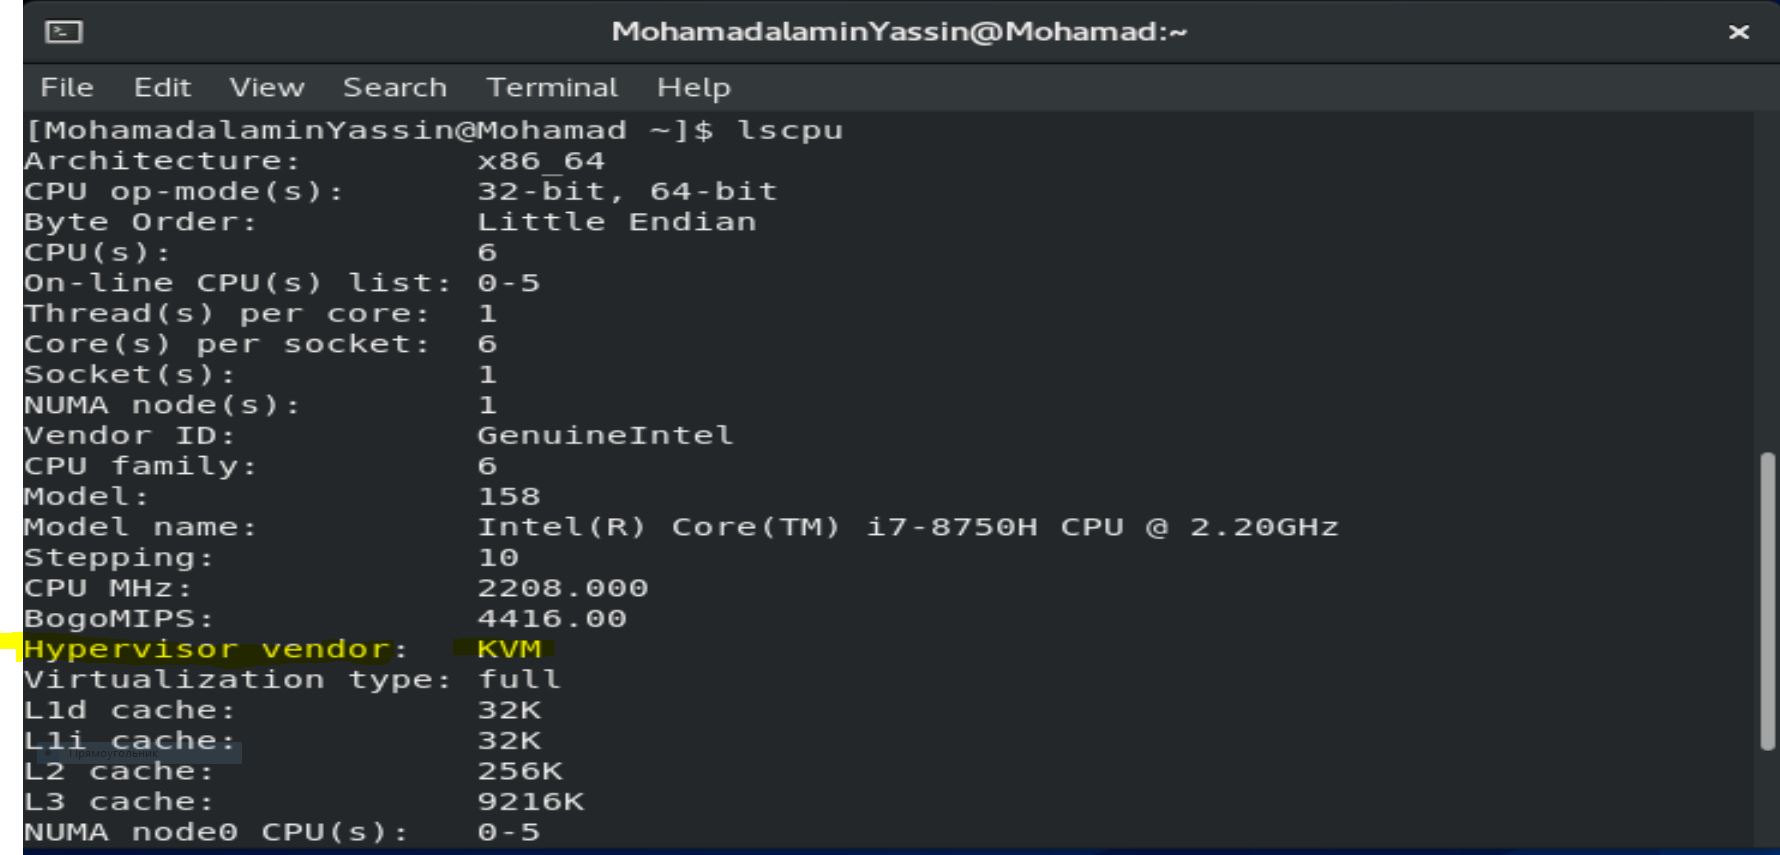 MohamadalaminYassin@Mohamad:~
File Edit View Search Terminal Help
[MohamadalaminYassin@Mohamad ~]$ lscpu
Architecture: x86_64
CPU op-mode(s): 32-bit, 64-bit
Byte Order: Little Endian
CPU(s): 6
On-line CPU(s) list: 0-5
Thread(s) per core: 1
Core(s) per socket: 6
Socket(s): 1
NUMA node(s): 1
Vendor ID: GenuineIntel
CPU family: 6
Model: 158
Model name: Intel(R) Core(TM) i7-8750H CPU @ 2.20GHz
Stepping: 10
CPU MHz: 2208.000
BogoMIPS: 4416.00
Hypervisor vendor: KVM
Virtualization type: full
L1d cache: 32K
L1i cache: 32K
Прямоугольник
L2 cache: 256K
L3 cache: 9216K
NUMA node0 CPU(s): 0-5